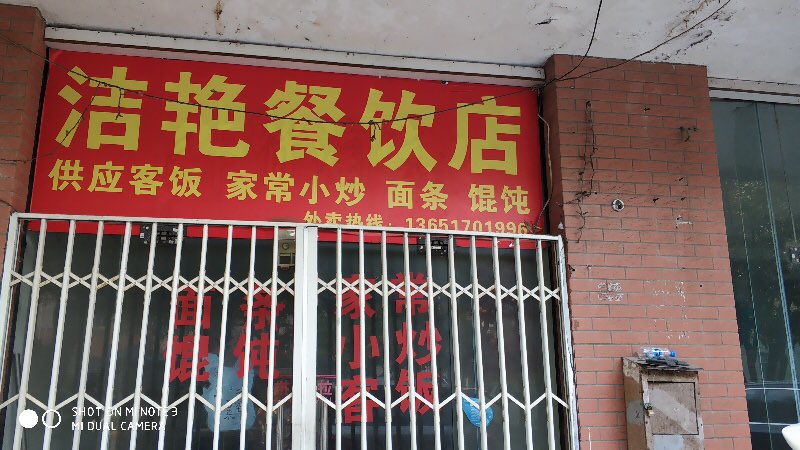 洁艳餐饮店
供应客饭 家常小炒 面条 馄饨
外卖热线：13651701996
面条 家常
馄饨 小炒
客饭
SHOT ON MI NOTE 3
MI DUAL CAMERA